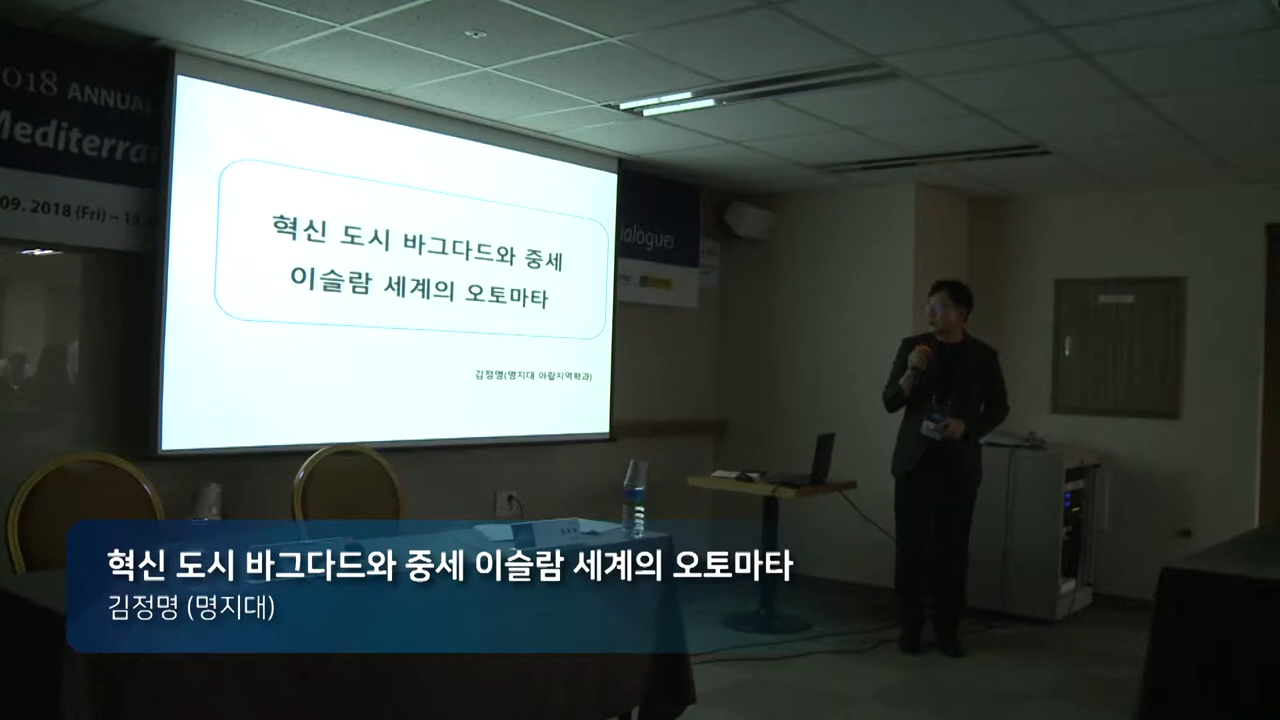 2018 ANNUAL
Mediterra
09. 2018 (Fri) – 15
ialogues
혁신 도시 바그다드와 중세
이슬람 세계의 오토마타
김정명(명지대 아랍지역학과)
혁신 도시 바그다드와 중세 이슬람 세계의 오토마타
김정명 (명지대)